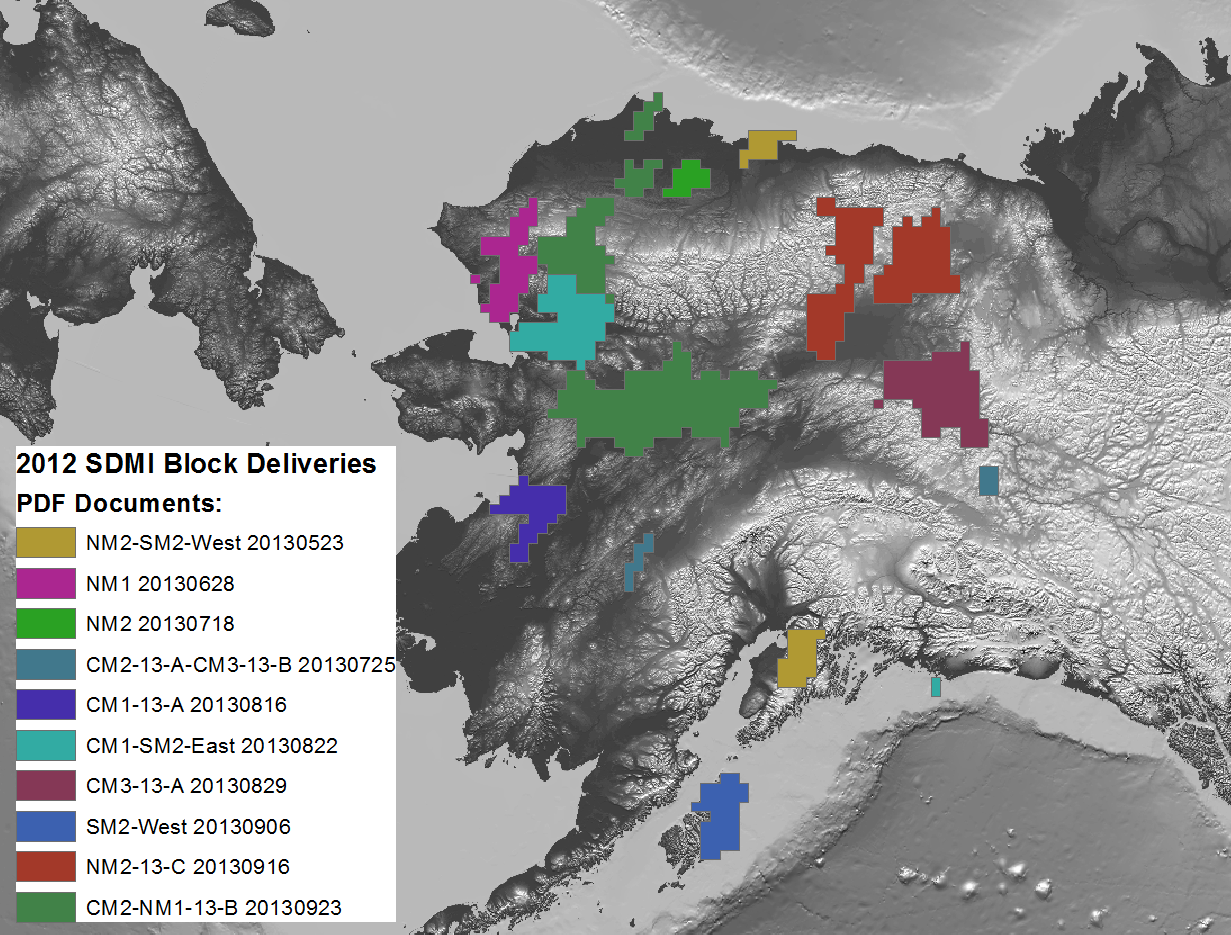 2012 SDMI Block Deliveries
PDF Documents:
NM2-SM2-West 20130523
NM1 20130628
NM2 20130718
CM2-13-A-CM3-13-B 20130725
CM1-13-A 20130816
CM1-SM2-East 20130822
CM3-13-A 20130829
SM2-West 20130906
NM2-13-C 20130916
CM2-NM1-13-B 20130923